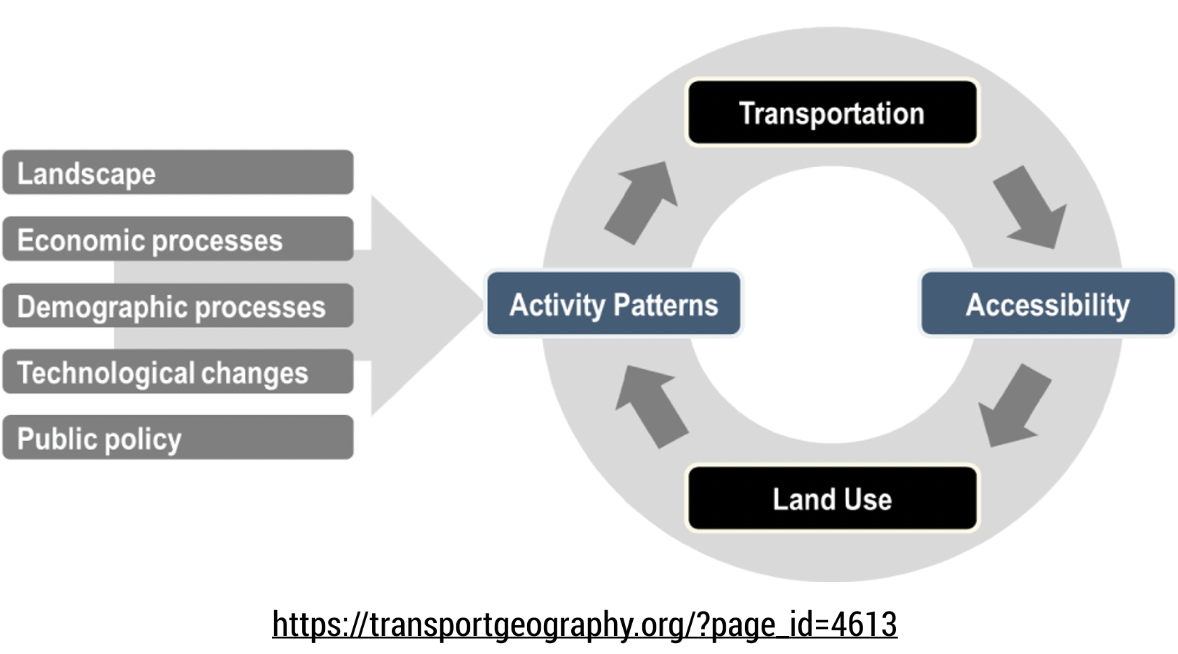 Transportation
Landscape
Economic processes
Demographic processes
Technological changes
Public policy
Activity Patterns
Accessibility
Land Use
https://transportgeography.org/?page_id=4613